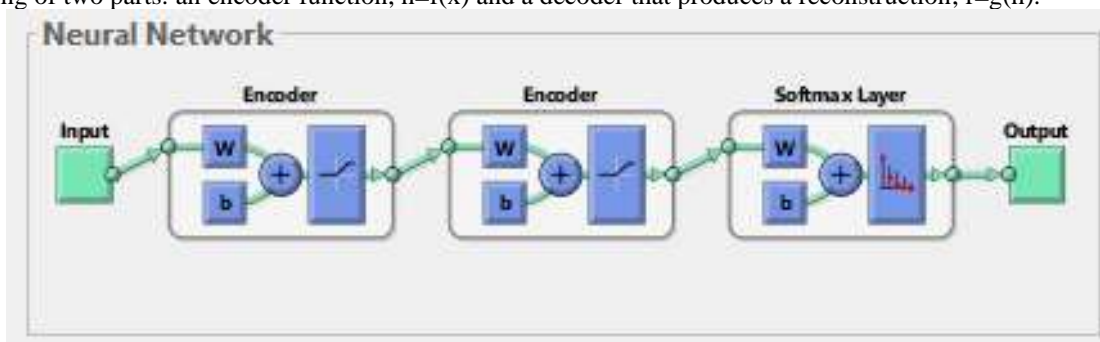 of two parts: an encoder function, h=f(x) and a decoder that produces a reconstruction, r=g(h).
Neural Network
Encoder
Encoder
Softmax Layer
Input
Output
W
b
+
W
b
+
W
b
+